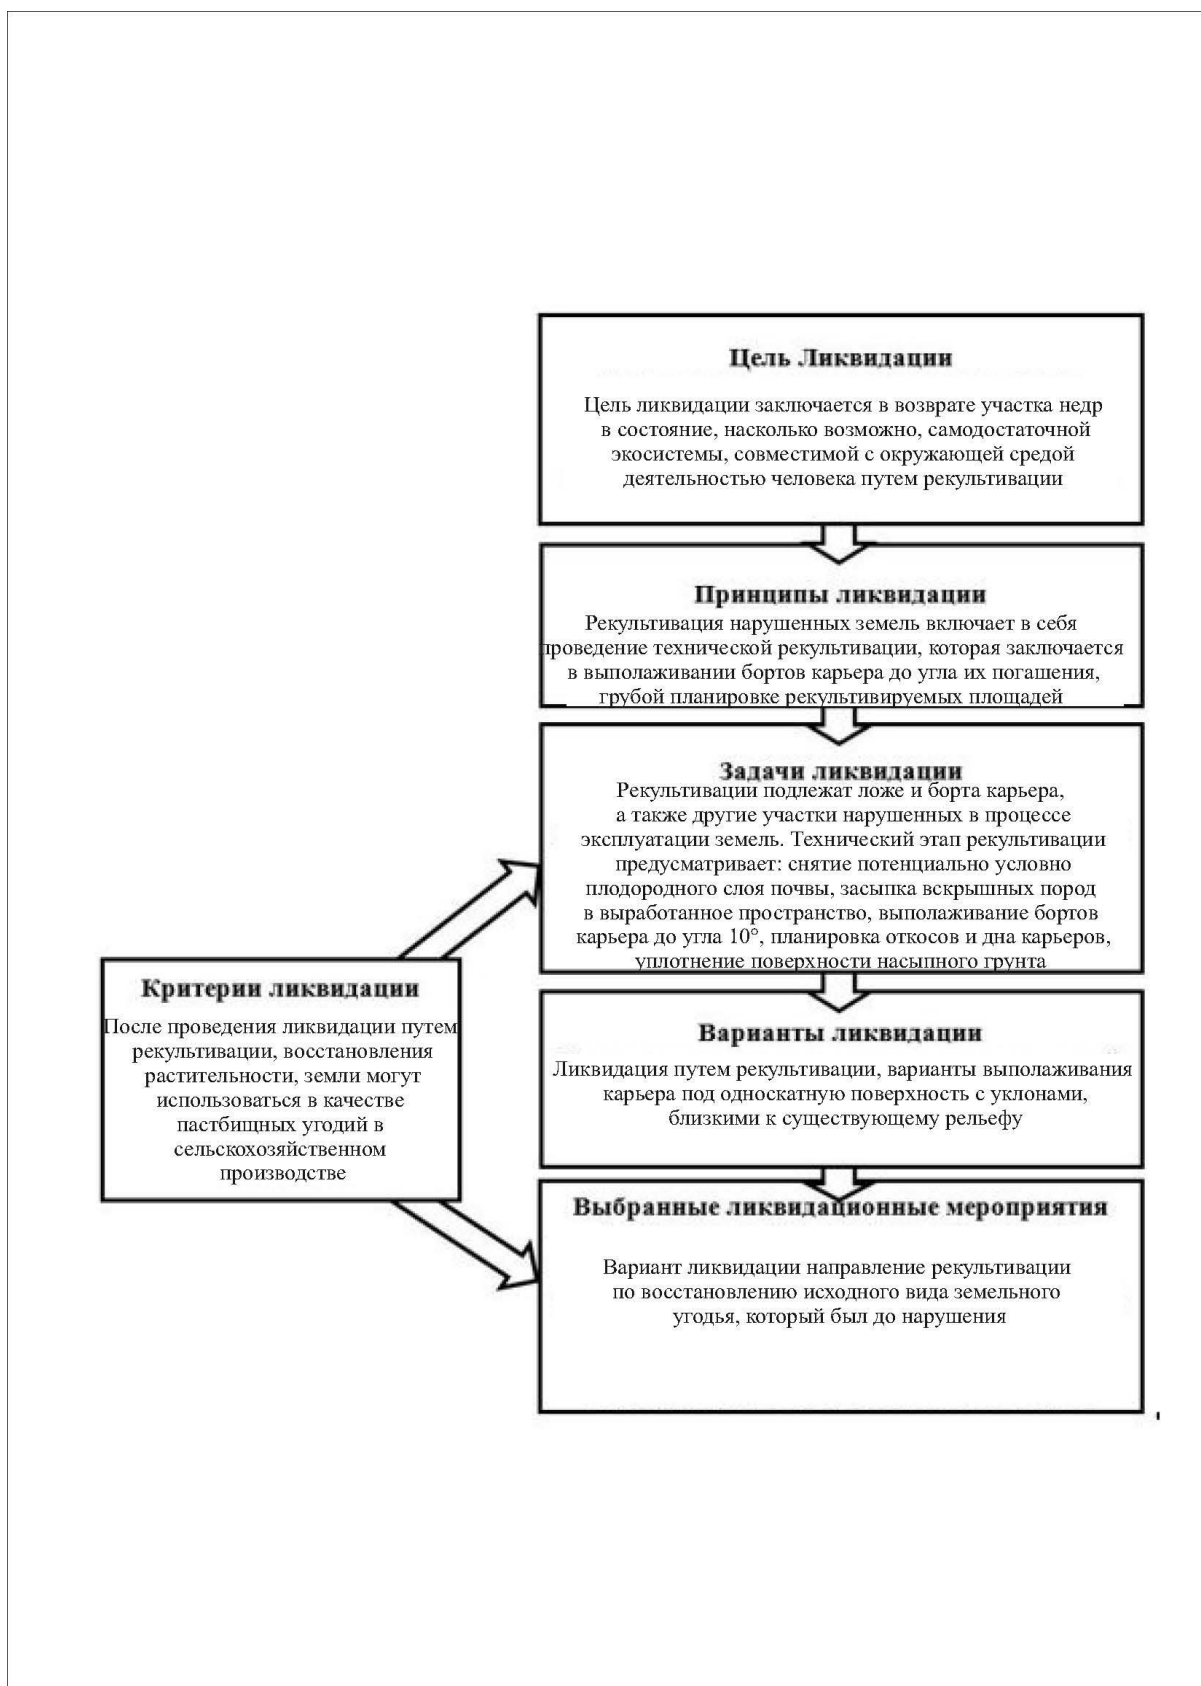 Цель Ликвидации
Цель ликвидации заключается в возврате участка недр
в состояние, насколько возможно, самодостаточной
экосистемы, совместимой с окружающей средой
деятельностью человека путем рекультивации
Принципы ликвидации
Рекультивация нарушенных земель включает в себя
проведение технической рекультивации, которая заключается
в выполаживании бортов карьера до угла их погашения,
грубой планировке рекультивируемых площадей
Задачи ликвидации
Рекультивации подлежат ложе и борта карьера,
а также другие участки нарушенных в процессе
эксплуатации земель. Технический этап рекультивации
предусматривает: снятие потенциально условно
плодородного слоя почвы, засыпка вскрышных пород
в выработанное пространство, выполаживание бортов
карьера до угла 10°, планировка откосов и дна карьеров,
уплотнение поверхности насыпного грунта
Критерии ликвидации
После проведения ликвидации путем
рекультивации, восстановления
растительности, земли могут
использоваться в качестве
пастбищных угодий в
сельскохозяйственном
производстве
Варианты ликвидации
Ликвидация путем рекультивации, варианты выполаживания
карьера под односкатную поверхность с уклонами,
близкими к существующему рельефу
Выбранные ликвидационные мероприятия
Вариант ликвидации направление рекультивации
по восстановлению исходного вида земельного
угодья, который был до нарушения